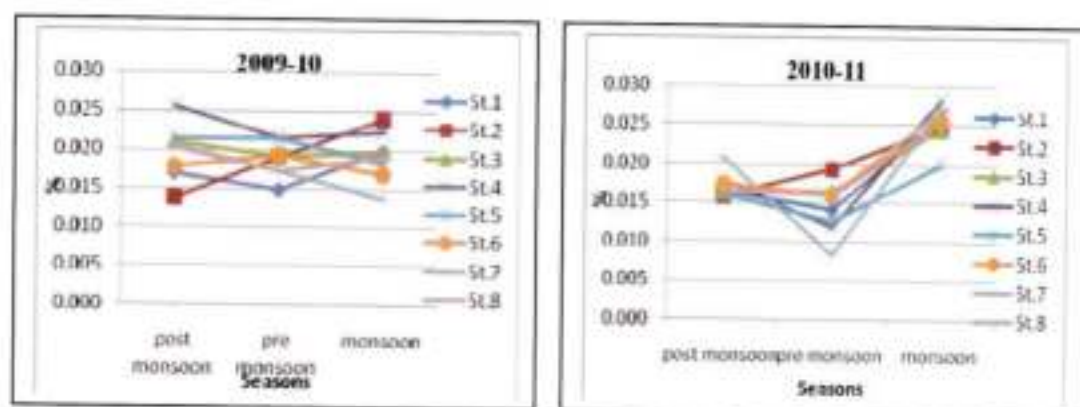 2009-10
0.030
0.025
0.020
0.015
0.010
0.005
0.000
%
post monsoon
pre monsoon
monsoon
Seasons
St.1
St.2
St.3
St.4
St.5
St.6
St.7
St.8
2010-11
0.030
0.025
0.020
0.015
0.010
0.005
0.000
%
post monsoon
pre monsoon
monsoon
Seasons
St.1
St.2
St.3
St.4
St.5
St.6
St.7
St.8